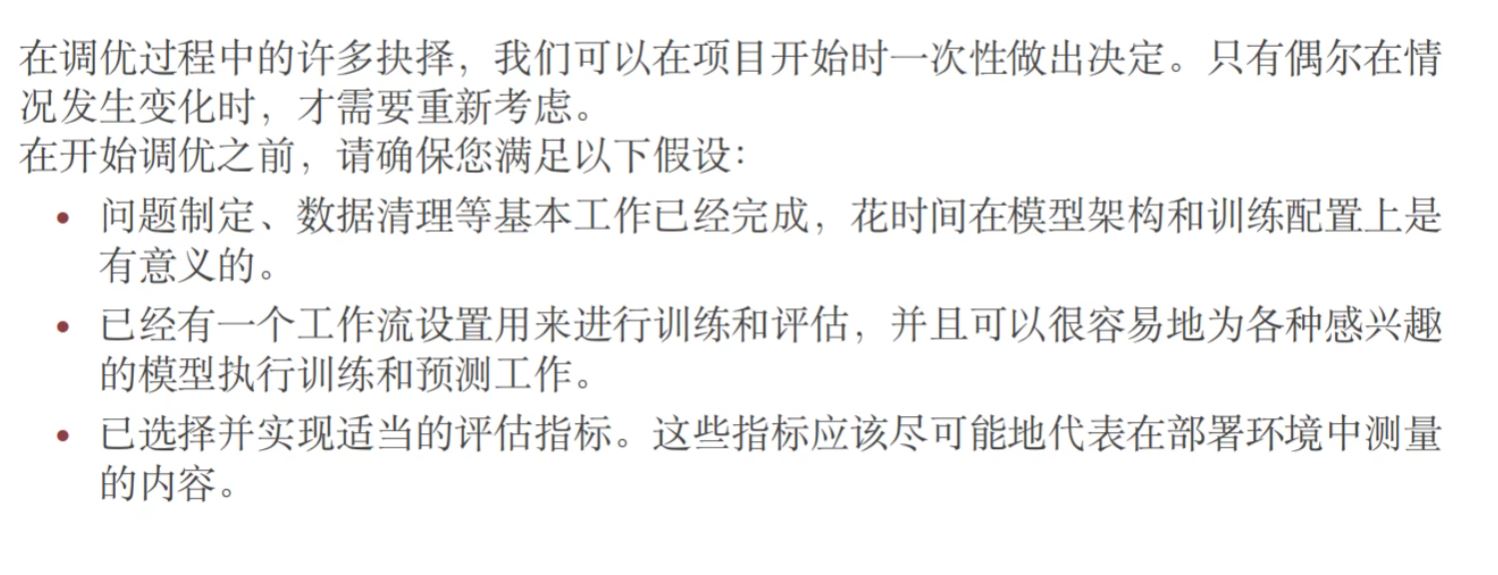 在调优过程中的许多抉择，我们可以在项目开始时一次性做出决定。只有偶尔在情
况发生变化时，才需要重新考虑。
在开始调优之前，请确保您满足以下假设：
• 问题制定、数据清理等基本工作已经完成，花时间在模型架构和训练配置上是
有意义的。
• 已经有一个工作流设置用来进行训练和评估，并且可以很容易地为各种感兴趣
的模型执行训练和预测工作。
• 已选择并实现适当的评估指标。这些指标应该尽可能地代表在部署环境中测量
的内容。